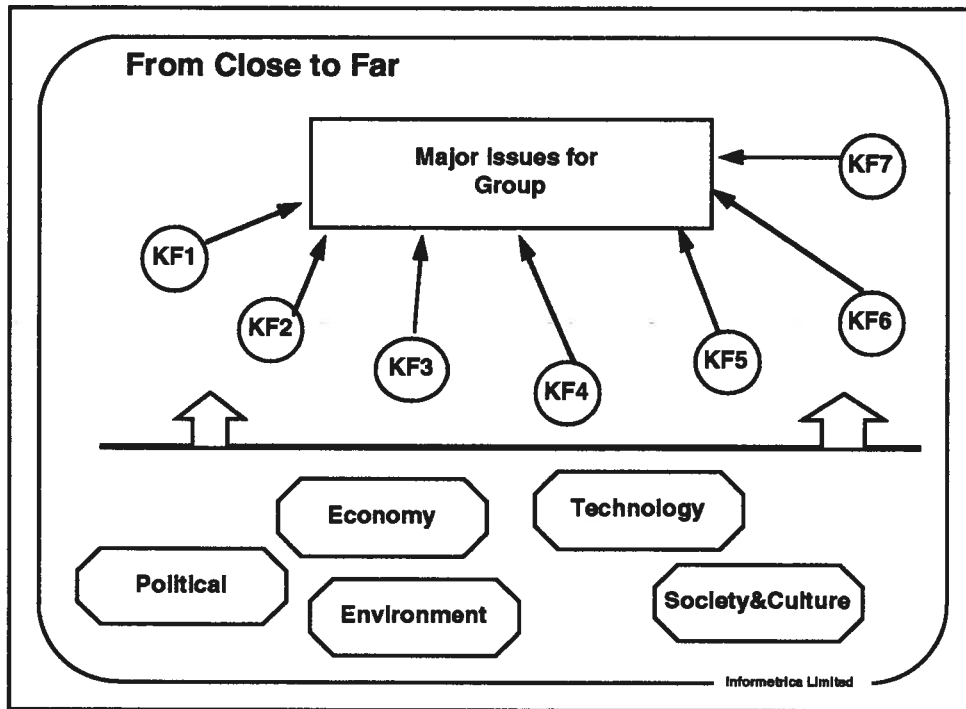 From Close to Far
Major Issues for
Group
KF7
KF1
KF2
KF3
KF4
KF5
KF6
Economy
Technology
Political
Environment
Society&Culture
Informetrica Limited